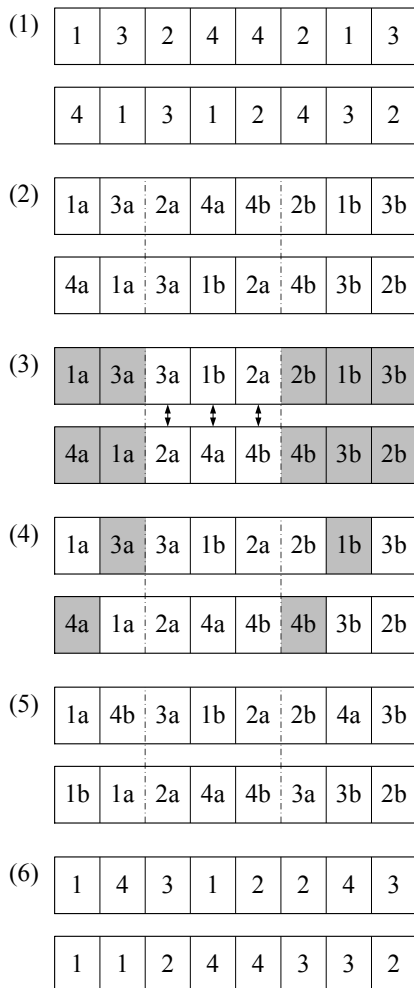 (1) 1 3 2 4 4 2 1 3
4 1 3 1 2 4 3 2
(2) 1a 3a 2a 4a 4b 2b 1b 3b
4a 1a 3a 1b 2a 4b 3b 2b
(3) 1a 3a 3a 1b 2a 2b 1b 3b
4a 1a 2a 4a 4b 4b 3b 2b
(4) 1a 3a 3a 1b 2a 2b 1b 3b
4a 1a 2a 4a 4b 4b 3b 2b
(5) 1a 4b 3a 1b 2a 2b 4a 3b
1b 1a 2a 4a 4b 3a 3b 2b
(6) 1 4 3 1 2 2 4 3
1 1 2 4 4 3 3 2